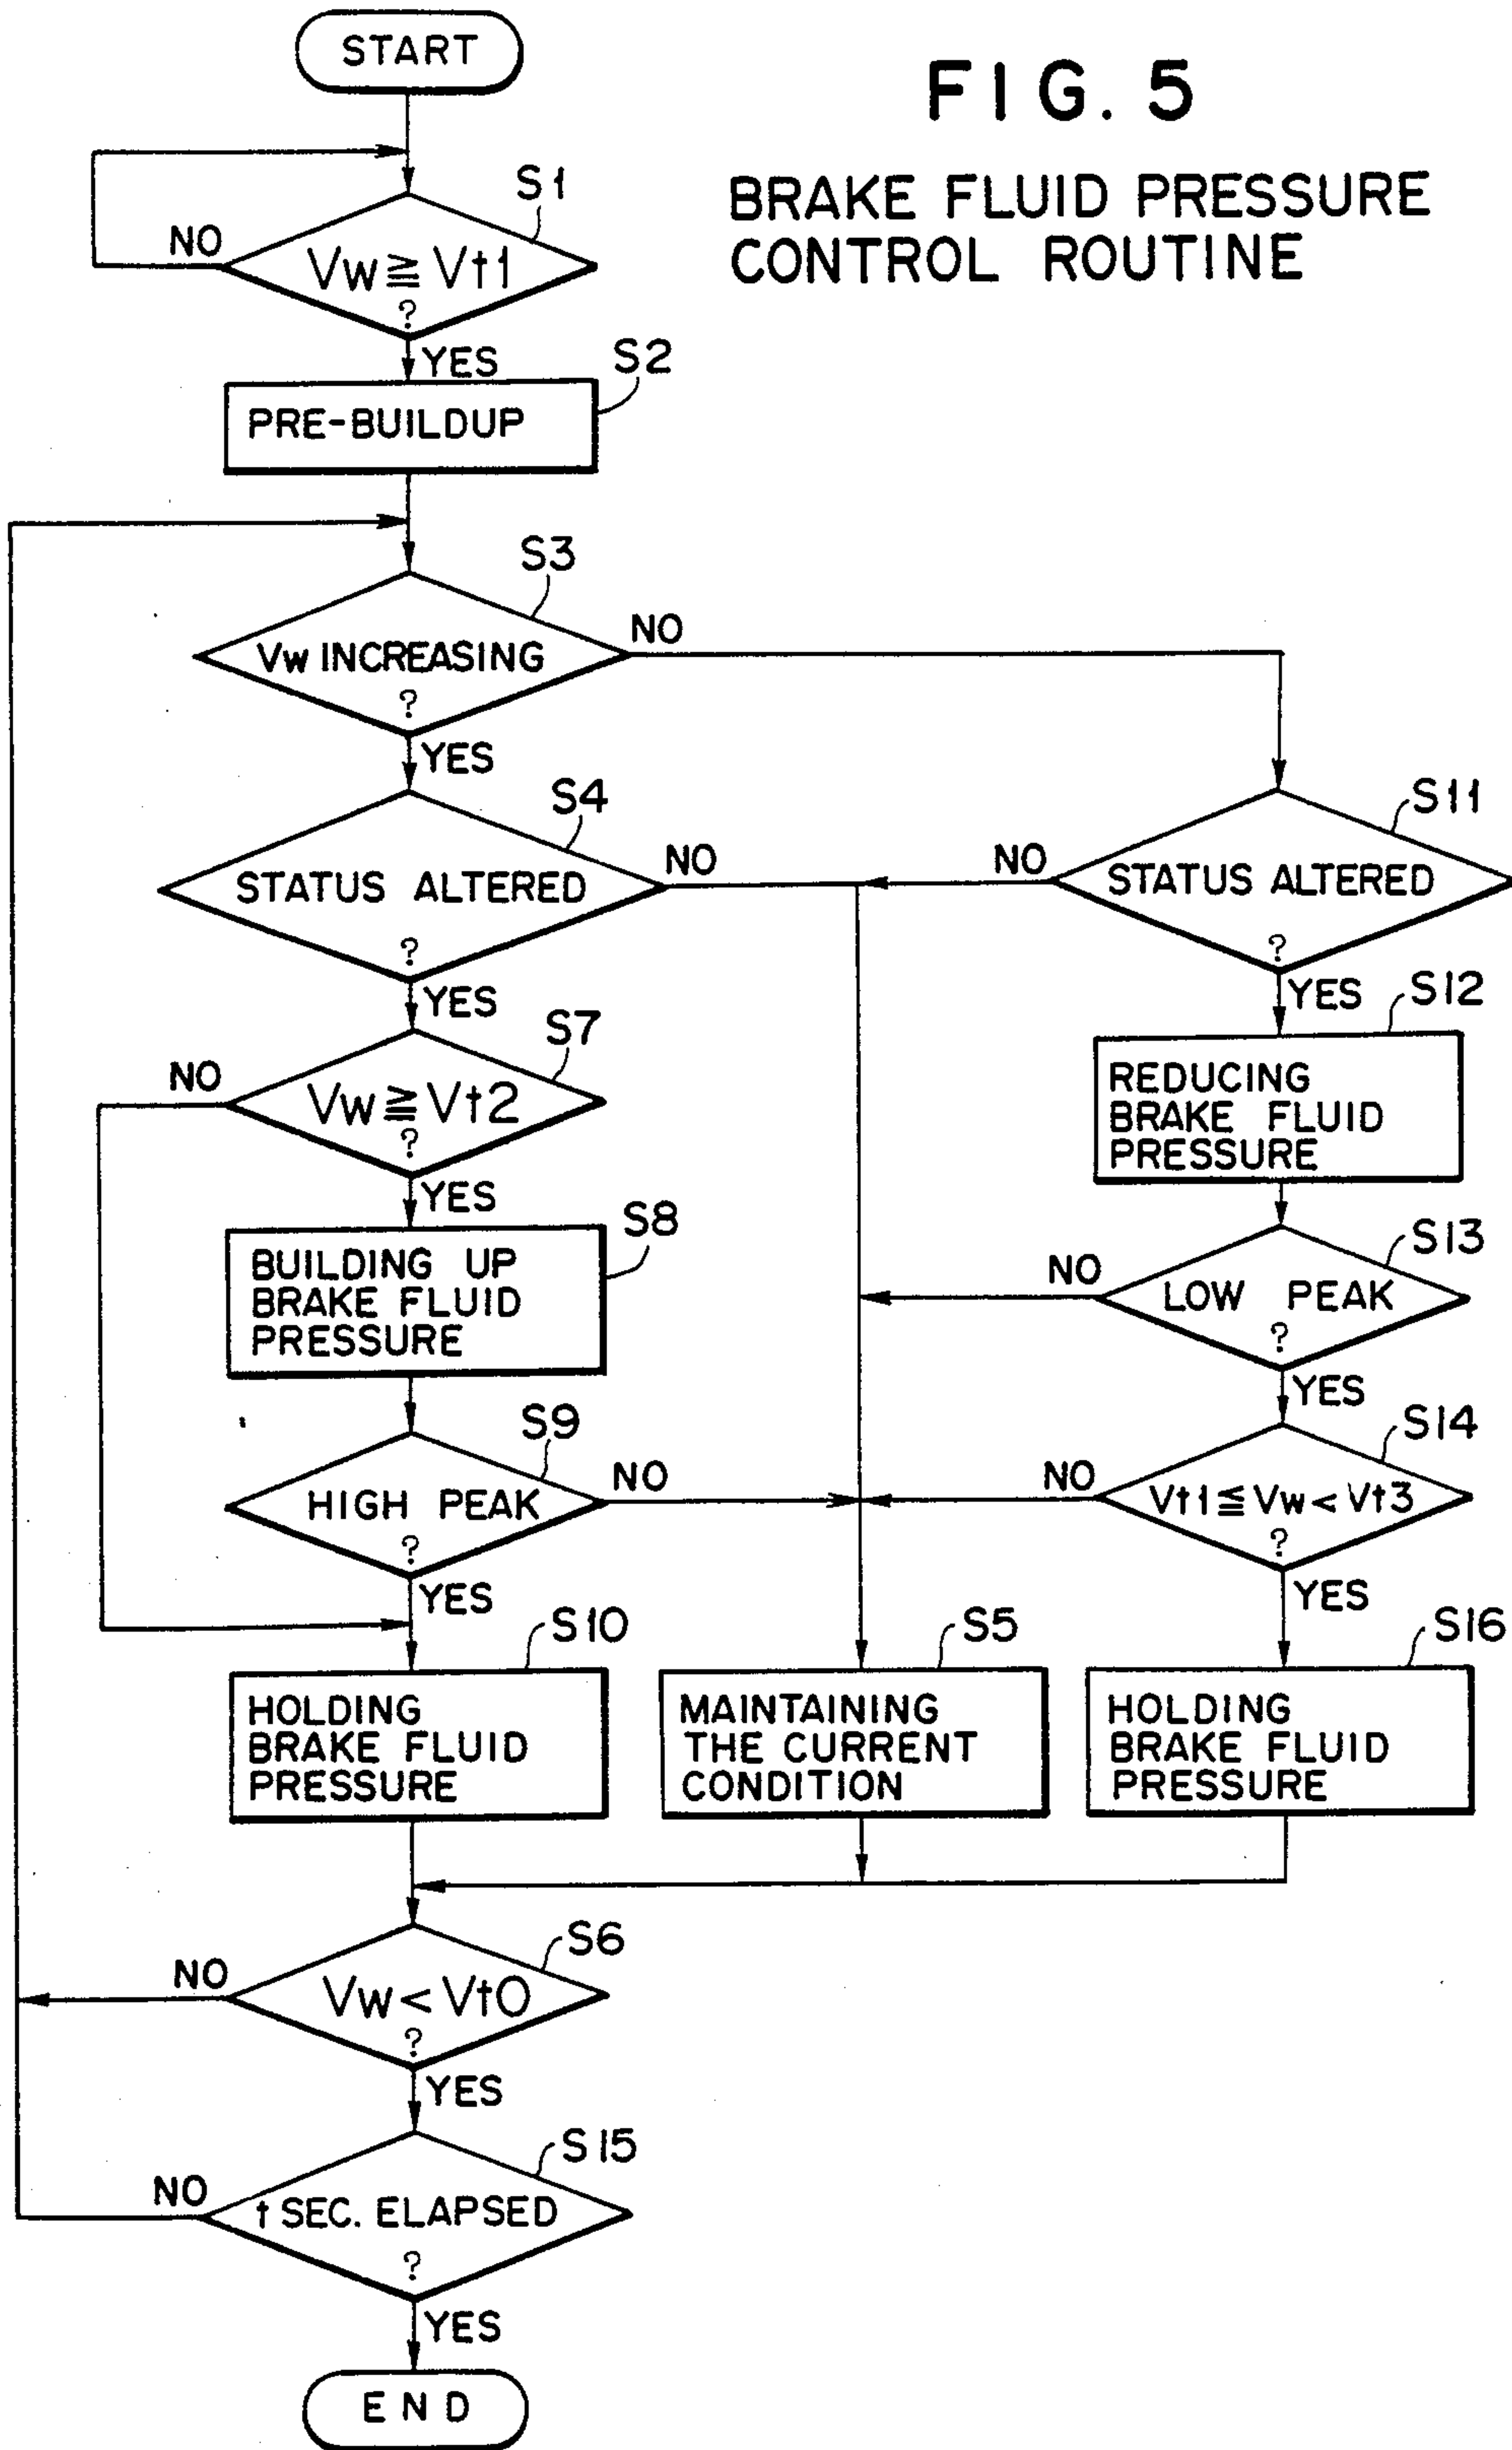 START
FIG. 5
BRAKE FLUID PRESSURE
CONTROL ROUTINE
S1
NO
Vw ≧ Vt1
?
YES
S2
PRE-BUILDUP
S3
NO
Vw INCREASING
?
YES
S4
S11
NO
NO
STATUS ALTERED
?
STATUS ALTERED
?
YES
YES
S12
S7
NO
Vw ≧ Vt2
?
REDUCING
BRAKE FLUID
PRESSURE
YES
S8
S13
BUILDING UP
BRAKE FLUID
PRESSURE
NO
LOW PEAK
?
YES
S9
S14
NO
NO
HIGH PEAK
?
Vt1 ≦ Vw < Vt3
?
YES
YES
S10
S5
S16
HOLDING
BRAKE FLUID
PRESSURE
MAINTAINING
THE CURRENT
CONDITION
HOLDING
BRAKE FLUID
PRESSURE
S6
NO
Vw < Vt0
?
YES
S15
NO
t SEC. ELAPSED
?
YES
END